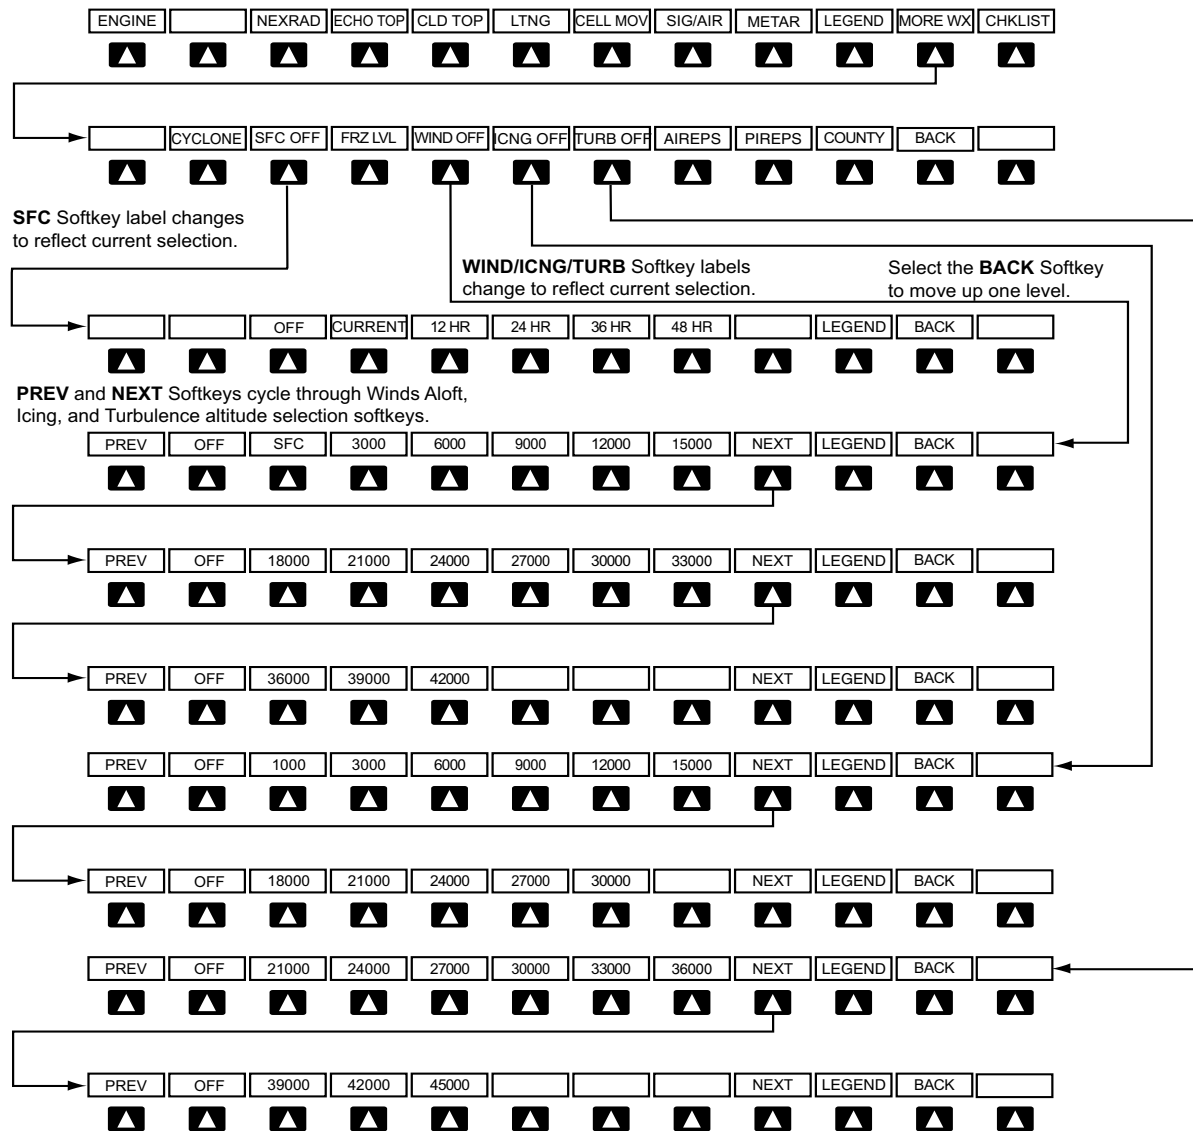 ENGINE NEXRAD ECHO TOP CLD TOP LTNG CELL MOV SIG/AIR METAR LEGEND MORE WX CHKLIST
CYCLONE SFC OFF FRZ LVL WIND OFF ICNG OFF TURB OFF AIREPS PIREPS COUNTY BACK
SFC Softkey label changes
to reflect current selection.
WIND/ICNG/TURB Softkey labels
change to reflect current selection.
Select the BACK Softkey
to move up one level.
OFF CURRENT 12 HR 24 HR 36 HR 48 HR LEGEND BACK
PREV and NEXT Softkeys cycle through Winds Aloft,
Icing, and Turbulence altitude selection softkeys.
PREV OFF SFC 3000 6000 9000 12000 15000 NEXT LEGEND BACK
PREV OFF 18000 21000 24000 27000 30000 33000 NEXT LEGEND BACK
PREV OFF 36000 39000 42000 NEXT LEGEND BACK
PREV OFF 1000 3000 6000 9000 12000 15000 NEXT LEGEND BACK
PREV OFF 18000 21000 24000 27000 30000 NEXT LEGEND BACK
PREV OFF 21000 24000 27000 30000 33000 36000 NEXT LEGEND BACK
PREV OFF 39000 42000 45000 NEXT LEGEND BACK